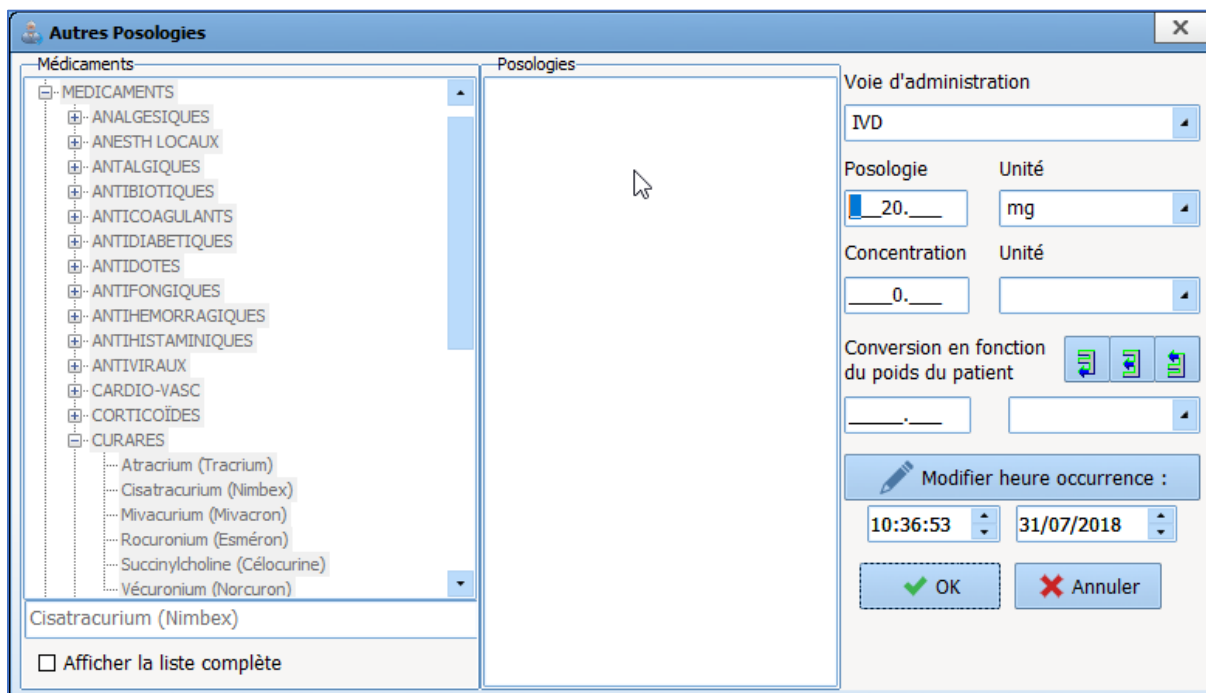 Autres Posologies
Médicaments
MEDICAMENTS
ANALGESIQUES
ANESTH LOCAUX
ANTALGIQUES
ANTIBIOTIQUES
ANTICOAGULANTS
ANTIDIABETIQUES
ANTIDOTES
ANTIFONGIQUES
ANTIHEMORRAGIQUES
ANTIHISTAMINIQUES
ANTIVIRAUX
CARDIO-VASC
CORTICOÏDES
CURARES
Atracrium (Tracrium)
Cisatracurium (Nimbex)
Mivacurium (Mivacron)
Rocuronium (Esméron)
Succinylcholine (Célocurine)
Vécuronium (Norcuron)
Cisatracurium (Nimbex)
Afficher la liste complète
Posologies
Voie d'administration
IVD
Posologie Unité
___20.___ mg
Concentration Unité
____0.___
Conversion en fonction
du poids du patient
_____.___
Modifier heure occurrence :
10:36:53 31/07/2018
OK Annuler